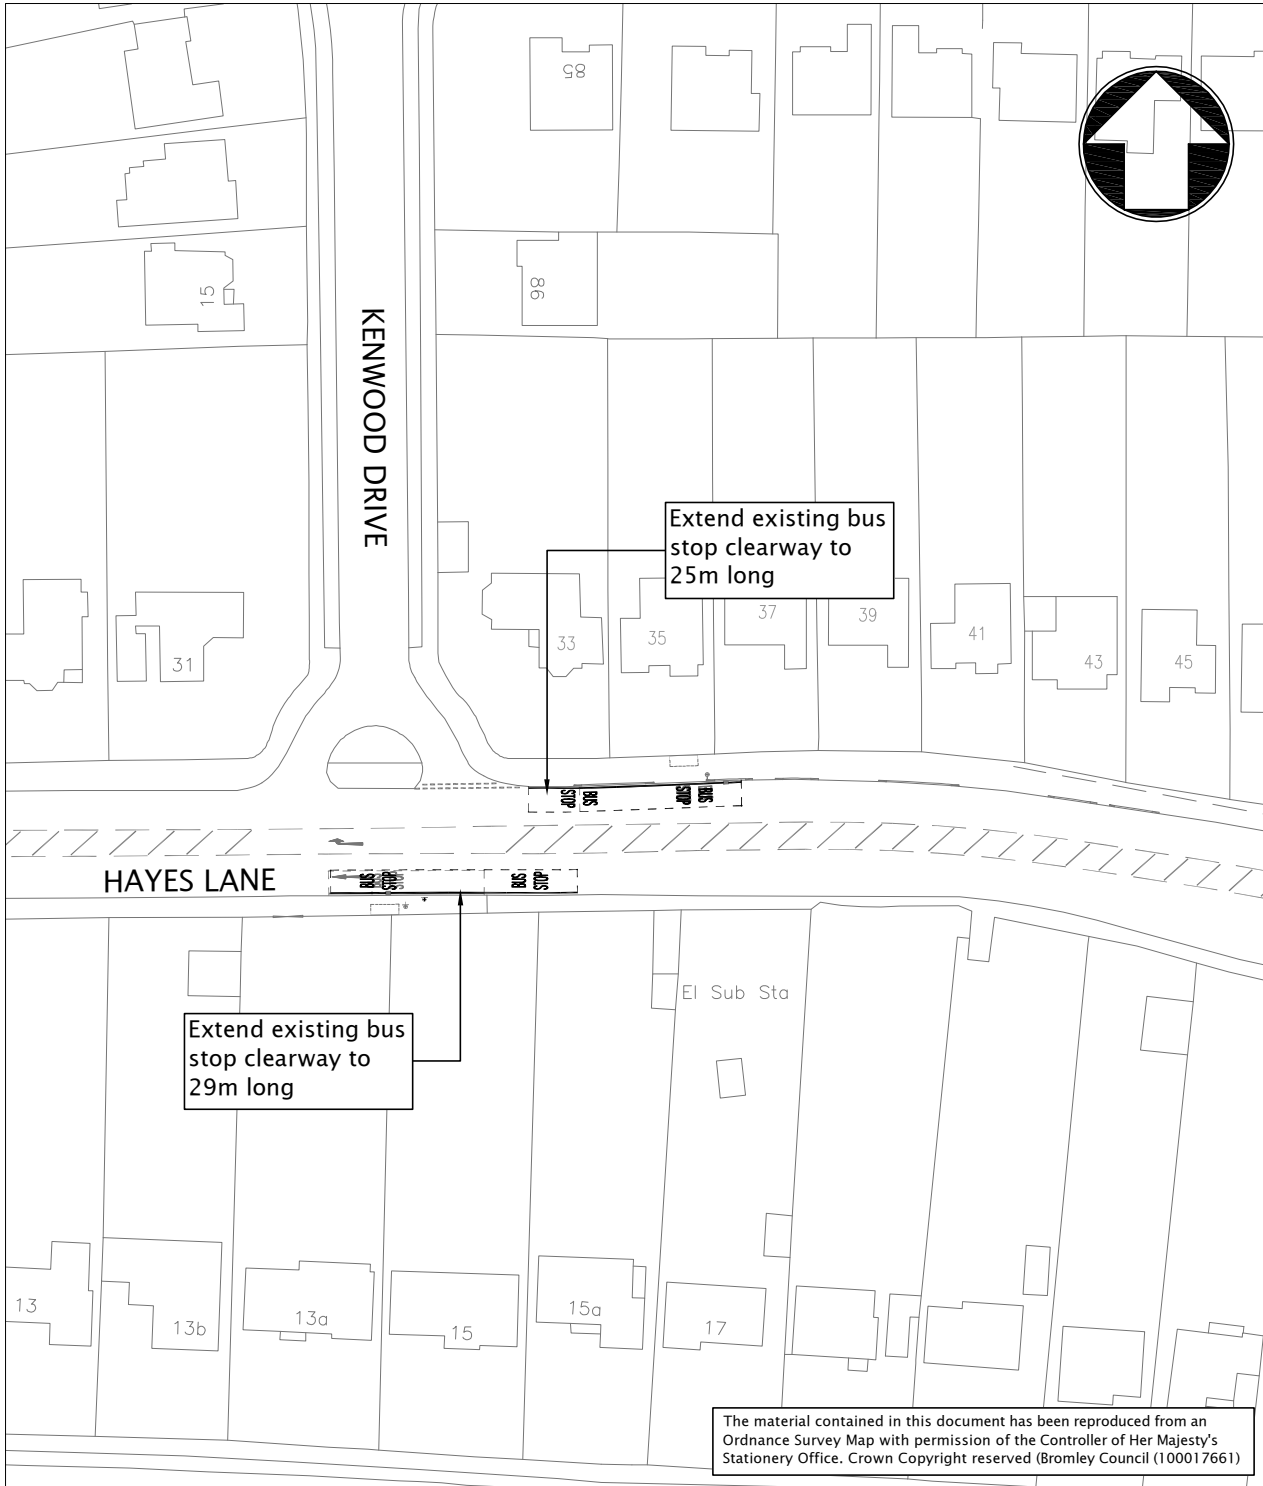 85
15
86
KENWOOD DRIVE
Extend existing bus
stop clearway to
25m long
31
33
35
37
39
41
43
45
STOP
BUS
STOP
BUS
HAYES LANE
BUS
STOP
BUS
STOP
El Sub Sta
Extend existing bus
stop clearway to
29m long
13
13b
13a
15
15a
17
The material contained in this document has been reproduced from an
Ordnance Survey Map with permission of the Controller of Her Majesty's
Stationery Office. Crown Copyright reserved (Bromley Council (100017661)